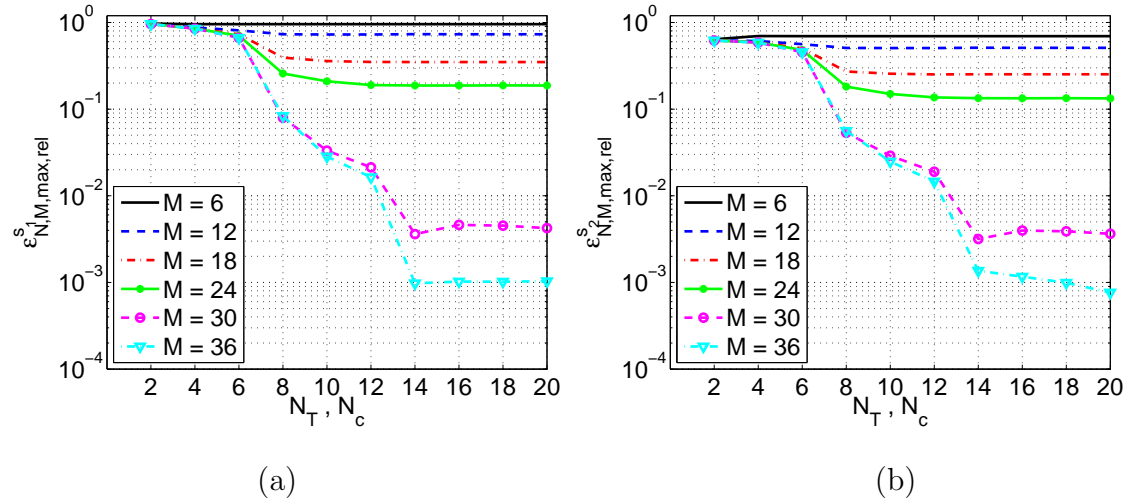 10^0
10^-1
10^-2
10^-3
10^-4
ε^{s_1}_{N,M,max,rel}
M = 6
M = 12
M = 18
M = 24
M = 30
M = 36
2 4 6 8 10 12 14 16 18 20
N_T , N_c
(a)
10^0
10^-1
10^-2
10^-3
10^-4
ε^{s_2}_{N,M,max,rel}
M = 6
M = 12
M = 18
M = 24
M = 30
M = 36
2 4 6 8 10 12 14 16 18 20
N_T , N_c
(b)